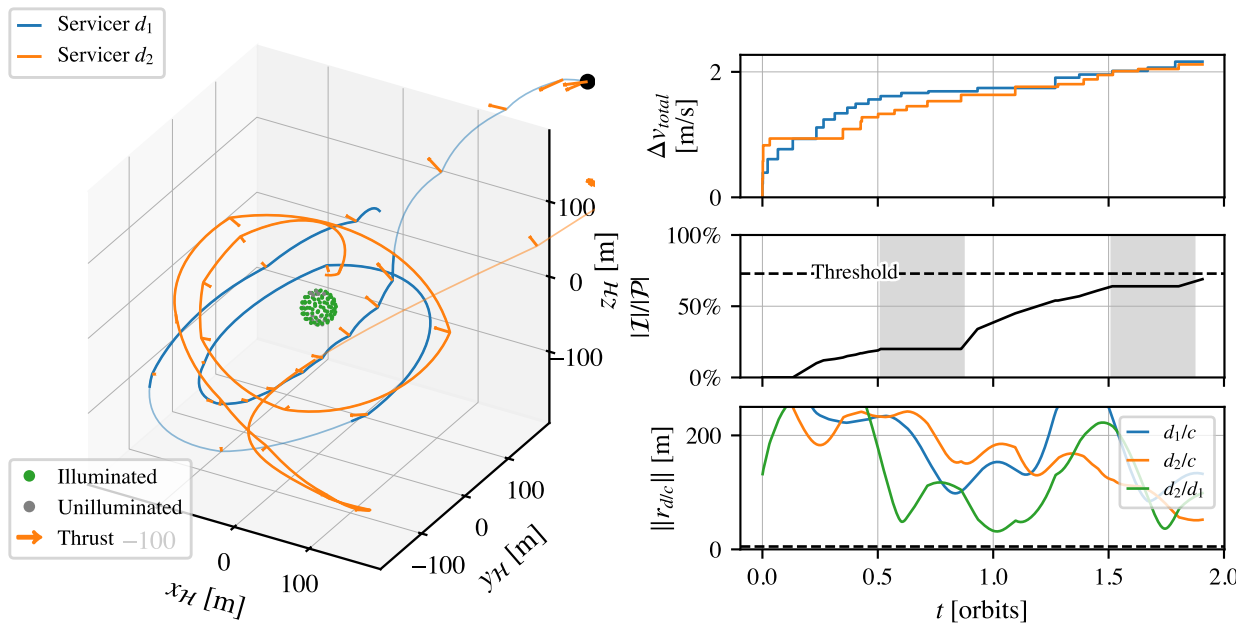 Servicer d₁
Servicer d₂
100
0
−100
z_ℋ [m]
Illuminated
Unilluminated
Thrust
−100
0
100
x_ℋ [m]
−100
0
100
y_ℋ [m]
2
0
Δv_total
[m/s]
100%
50%
0%
|ℐ|/|𝒫|
Threshold
200
0
||r_{d/c}|| [m]
d₁/c
d₂/c
d₂/d₁
0.0
0.5
1.0
1.5
2.0
t [orbits]